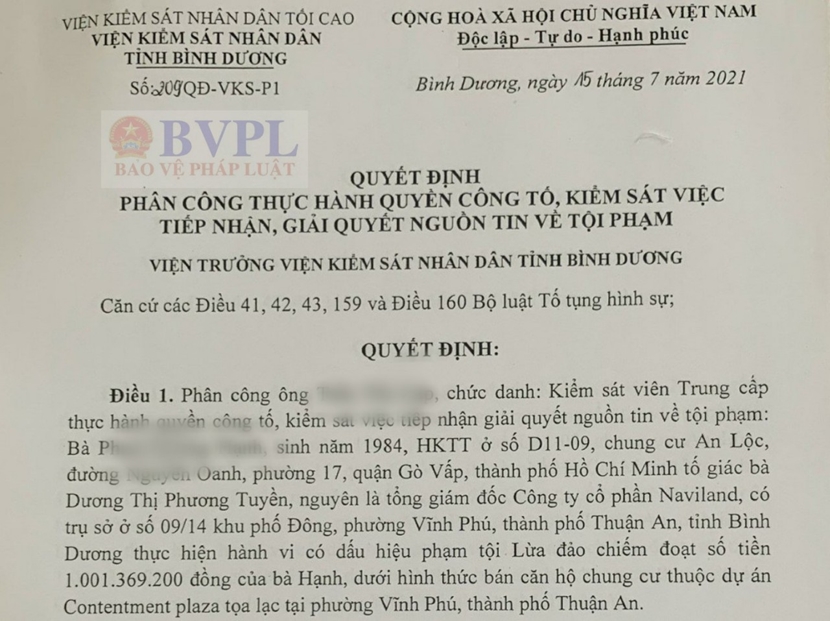 VIỆN KIỂM SÁT NHÂN DÂN TỐI CAO
VIỆN KIỂM SÁT NHÂN DÂN
TỈNH BÌNH DƯƠNG
Số: 209QĐ-VKS-P1
CỘNG HOÀ XÃ HỘI CHỦ NGHĨA VIỆT NAM
Độc lập - Tự do - Hạnh phúc
Bình Dương, ngày 15 tháng 7 năm 2021
BVPL
BẢO VỆ PHÁP LUẬT
QUYẾT ĐỊNH
PHÂN CÔNG THỰC HÀNH QUYỀN CÔNG TỐ, KIỂM SÁT VIỆC
TIẾP NHẬN, GIẢI QUYẾT NGUỒN TIN VỀ TỘI PHẠM
VIỆN TRƯỞNG VIỆN KIỂM SÁT NHÂN DÂN TỈNH BÌNH DƯƠNG
Căn cứ các Điều 41, 42, 43, 159 và Điều 160 Bộ luật Tố tụng hình sự;
QUYẾT ĐỊNH:
Điều 1. Phân công ông , chức danh: Kiểm sát viên Trung cấp
thực hành quyền công tố, kiểm sát việc tiếp nhận giải quyết nguồn tin về tội phạm:
Bà , sinh năm 1984, HKTT ở số D11-09, chung cư An Lộc,
đường Nguyễn Oanh, phường 17, quận Gò Vấp, thành phố Hồ Chí Minh tố giác bà
Dương Thị Phương Tuyền, nguyên là tổng giám đốc Công ty cổ phần Naviland, có
trụ sở ở số 09/14 khu phố Đông, phường Vĩnh Phú, thành phố Thuận An, tỉnh Bình
Dương thực hiện hành vi có dấu hiệu phạm tội Lừa đảo chiếm đoạt số tiền
1.001.369.200 đồng của bà Hạnh, dưới hình thức bán căn hộ chung cư thuộc dự án
Contentment plaza tọa lạc tại phường Vĩnh Phú, thành phố Thuận An.